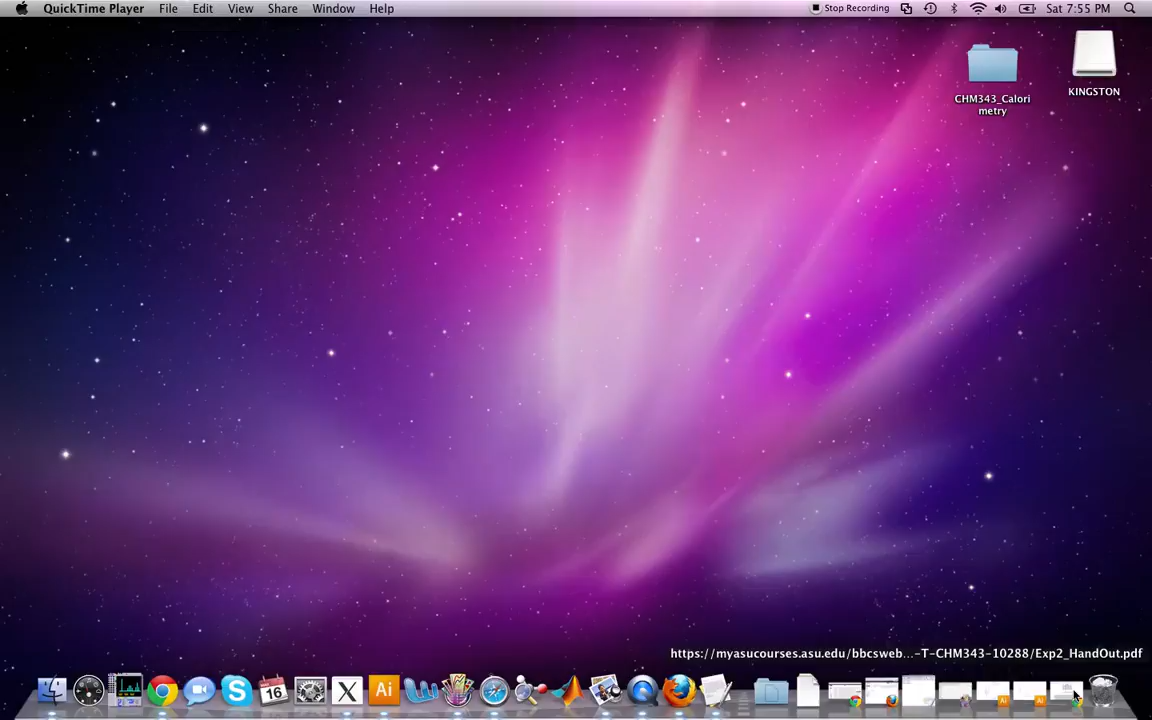 QuickTime Player File Edit View Share Window Help Stop Recording Sat 7:55 PM
CHM343_Calori
metry
KINGSTON
https://myasucourses.asu.edu/bbcsweb...-T-CHM343-10288/Exp2_HandOut.pdf
16
X
Ai